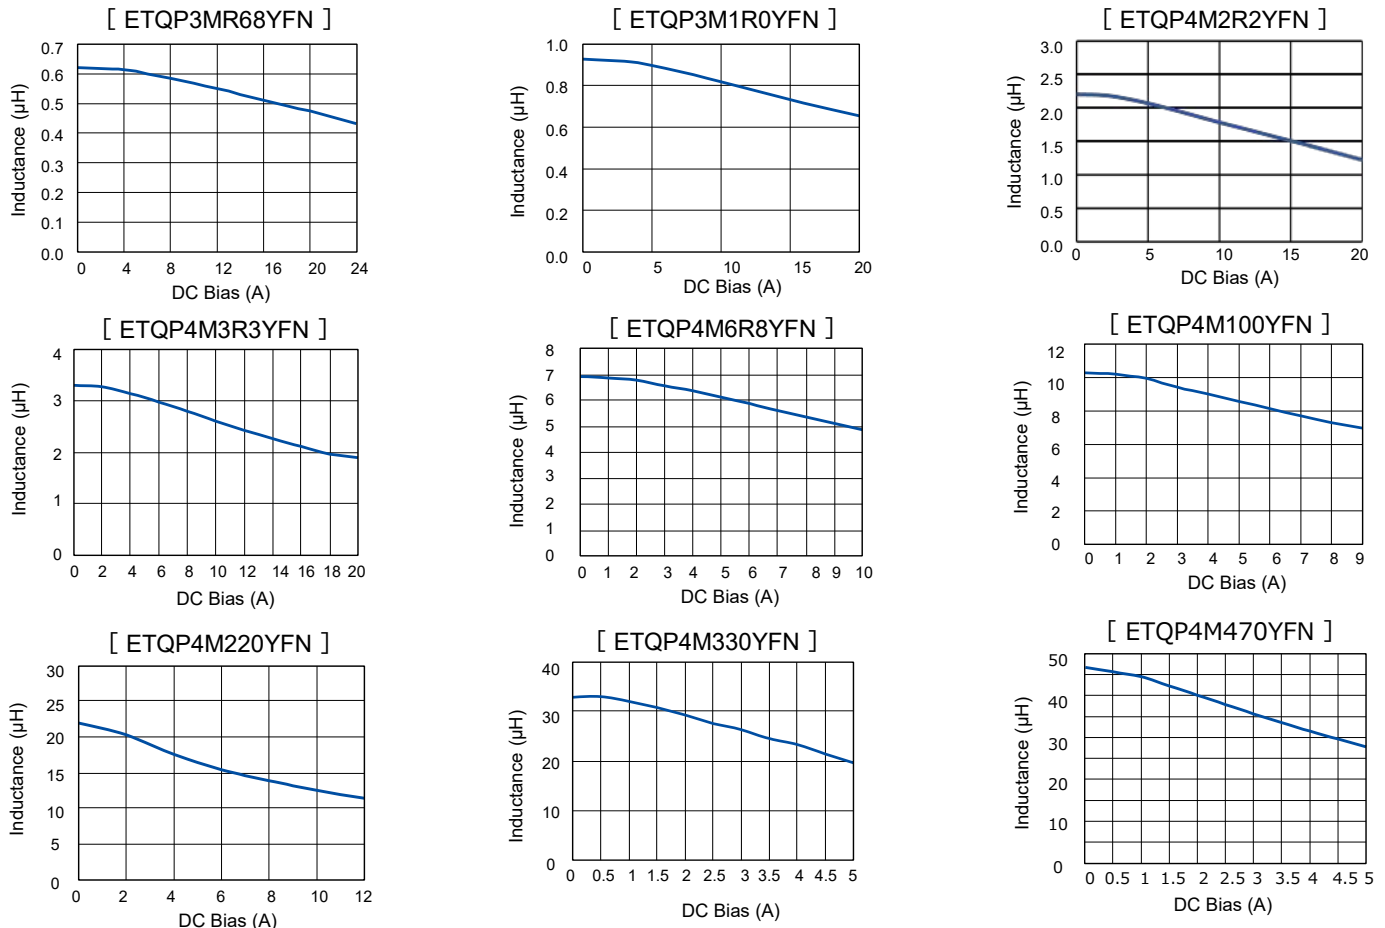 [ ETQP3MR68YFN ]
[ ETQP3M1R0YFN ]
[ ETQP4M2R2YFN ]
Inductance (μH)
0.7
0.6
0.5
0.4
0.3
0.2
0.1
0.0
0 4 8 12 16 20 24
DC Bias (A)
Inductance (μH)
1.0
0.8
0.6
0.4
0.2
0.0
0 5 10 15 20
DC Bias (A)
Inductance (μH)
3.0
2.5
2.0
1.5
1.0
0.5
0.0
0 5 10 15 20
DC Bias (A)
[ ETQP4M3R3YFN ]
[ ETQP4M6R8YFN ]
[ ETQP4M100YFN ]
Inductance (μH)
4
3
2
1
0
0 2 4 6 8 10 12 14 16 18 20
DC Bias (A)
Inductance (μH)
8
7
6
5
4
3
2
1
0
0 1 2 3 4 5 6 7 8 9 10
DC Bias (A)
Inductance (μH)
12
10
8
6
4
2
0
0 1 2 3 4 5 6 7 8 9
DC Bias (A)
[ ETQP4M220YFN ]
[ ETQP4M330YFN ]
[ ETQP4M470YFN ]
Inductance (μH)
30
25
20
15
10
5
0
0 2 4 6 8 10 12
DC Bias (A)
Inductance (μH)
40
30
20
10
0
0 0.5 1 1.5 2 2.5 3 3.5 4 4.5 5
DC Bias (A)
Inductance (μH)
50
40
30
20
10
0
0 0.5 1 1.5 2 2.5 3 3.5 4 4.5 5
DC Bias (A)